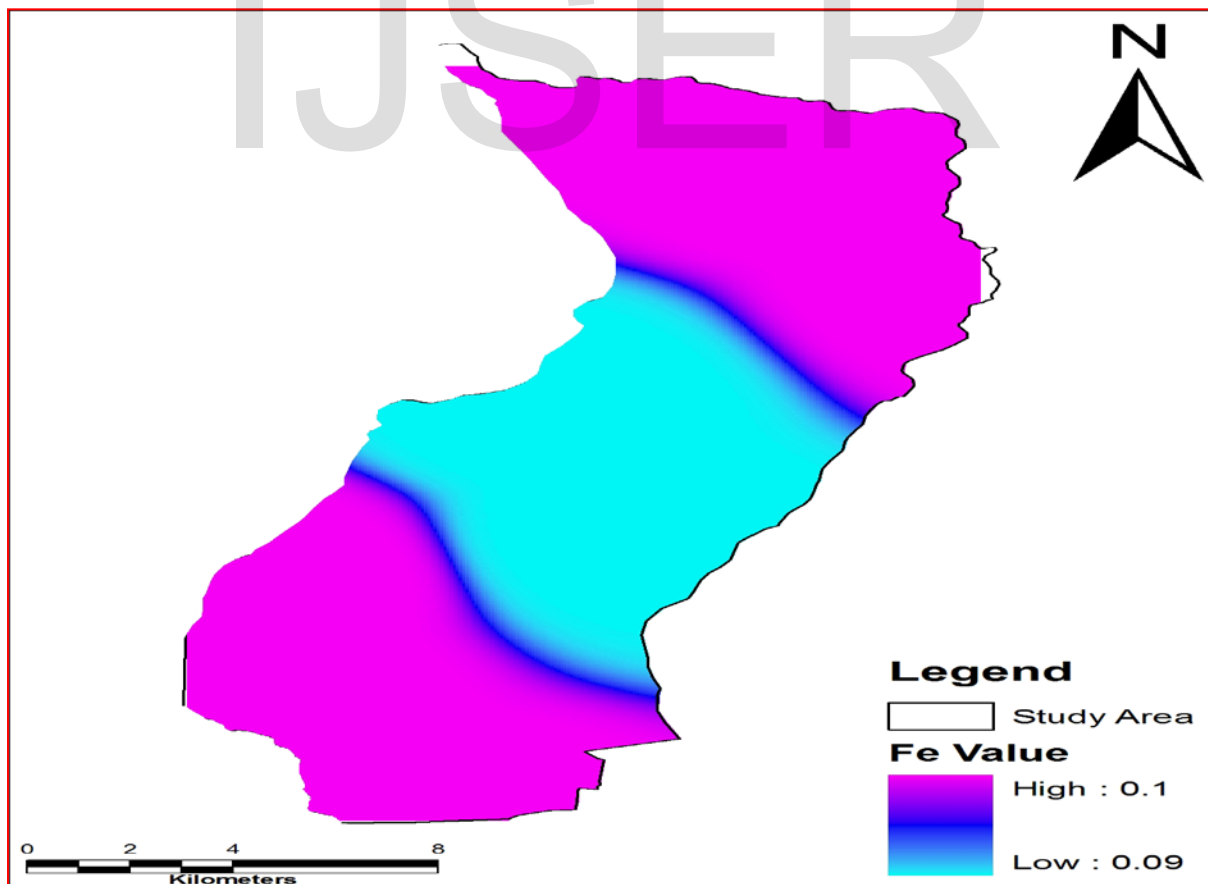 IJSER
N
Legend
Study Area
Fe Value
High : 0.1
Low : 0.09
0 2 4 8
Kilometers